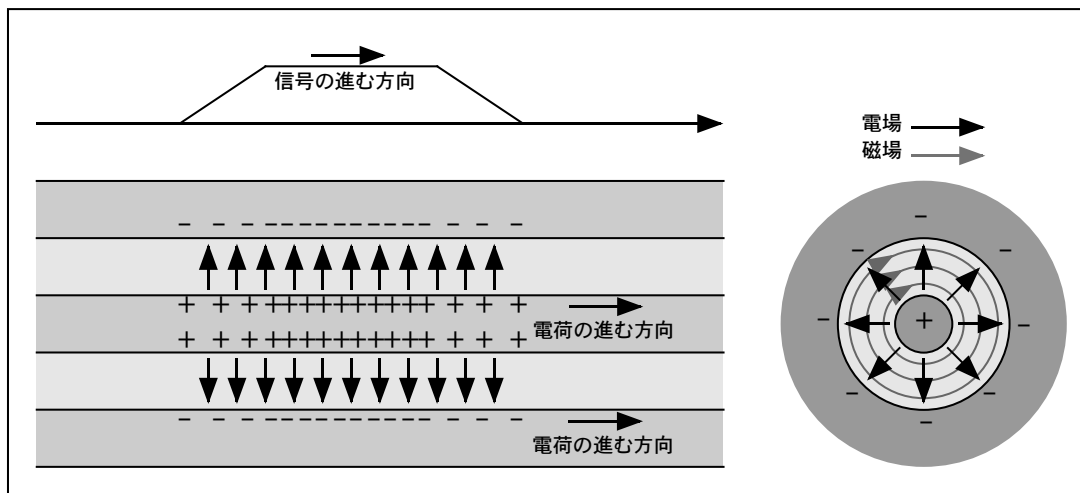 信号の進む方向
電場
磁場
－ － － －－－－－－－－－－ － － －
+ + + ++++++++++ + + +
電荷の進む方向
+ + + ++++++++++ + + +
－ － － －－－－－－－－－－ － － －
電荷の進む方向
－
－ －
－ + －
－ －
－